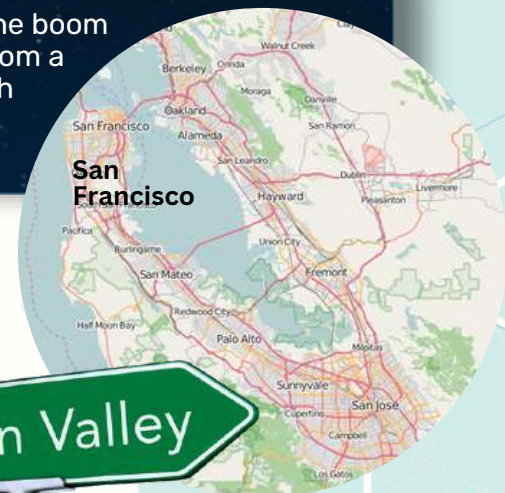 ne boom
om a
h
Walnut Creek
Berkeley
Orinda
Moraga
Oakland
Danville
San Francisco
Alameda
San Ramon
San
Francisco
San Leandro
Dublin
Livermore
Hayward
Pleasanton
Pacifica
Union City
Burlingame
San Mateo
Fremont
Redwood City
Half Moon Bay
Palo Alto
Milpitas
Sunnyvale
San José
Cupertino
Campbell
n Valley
Los Gatos